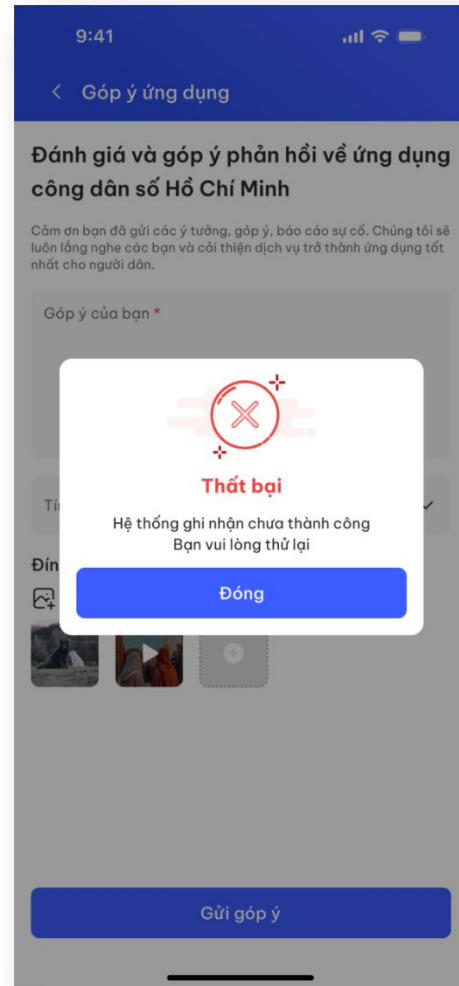 9:41
Góp ý ứng dụng
Đánh giá và góp ý phản hồi về ứng dụng
công dân số Hồ Chí Minh
Cảm ơn bạn đã gửi các ý tưởng, góp ý, báo cáo sự cố. Chúng tôi sẽ
luôn lắng nghe các bạn và cải thiện dịch vụ trở thành ứng dụng tốt
nhất cho người dân.
Góp ý của bạn *
Thất bại
Hệ thống ghi nhận chưa thành công
Bạn vui lòng thử lại
Đóng
Gửi góp ý